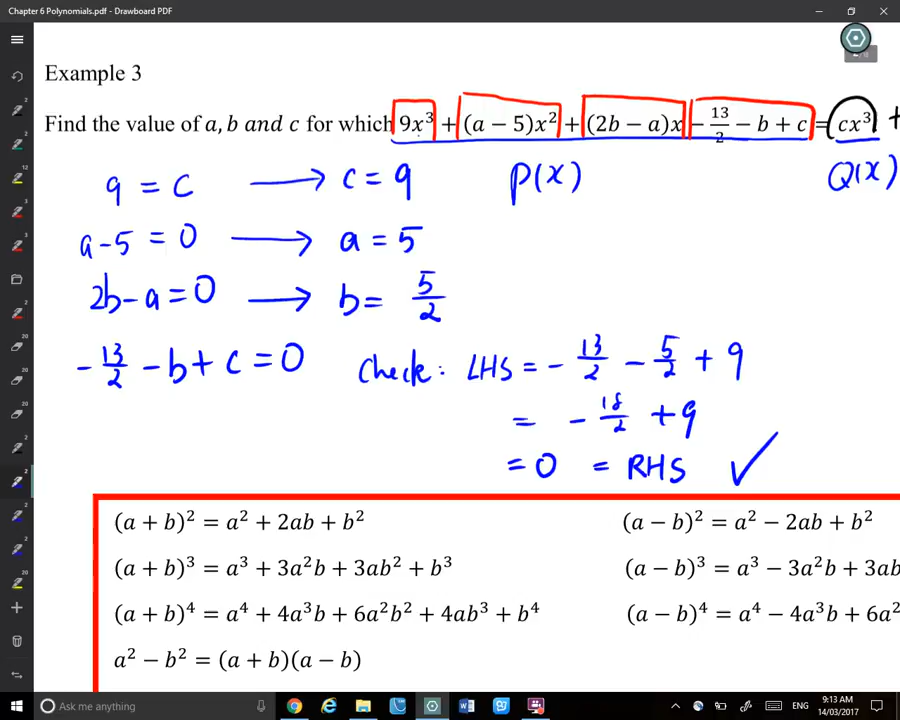 Chapter 6 Polynomials.pdf - Drawboard PDF
Example 3
Find the value of a, b and c for which 9x³ + (a − 5)x² + (2b − a)x − 13/2 − b + c = cx³ +
9 = C → c = 9 P(x) Q(x)
a − 5 = 0 → a = 5
2b − a = 0 → b = 5/2
− 13/2 − b + c = 0 Check: LHS = − 13/2 − 5/2 + 9
= − 18/2 + 9
= 0 = RHS ✓
(a + b)² = a² + 2ab + b² (a − b)² = a² − 2ab + b²
(a + b)³ = a³ + 3a²b + 3ab² + b³ (a − b)³ = a³ − 3a²b + 3ab
(a + b)⁴ = a⁴ + 4a³b + 6a²b² + 4ab³ + b⁴ (a − b)⁴ = a⁴ − 4a³b + 6a²
a² − b² = (a + b)(a − b)
Ask me anything
ENG
9:13 AM
14/03/2017